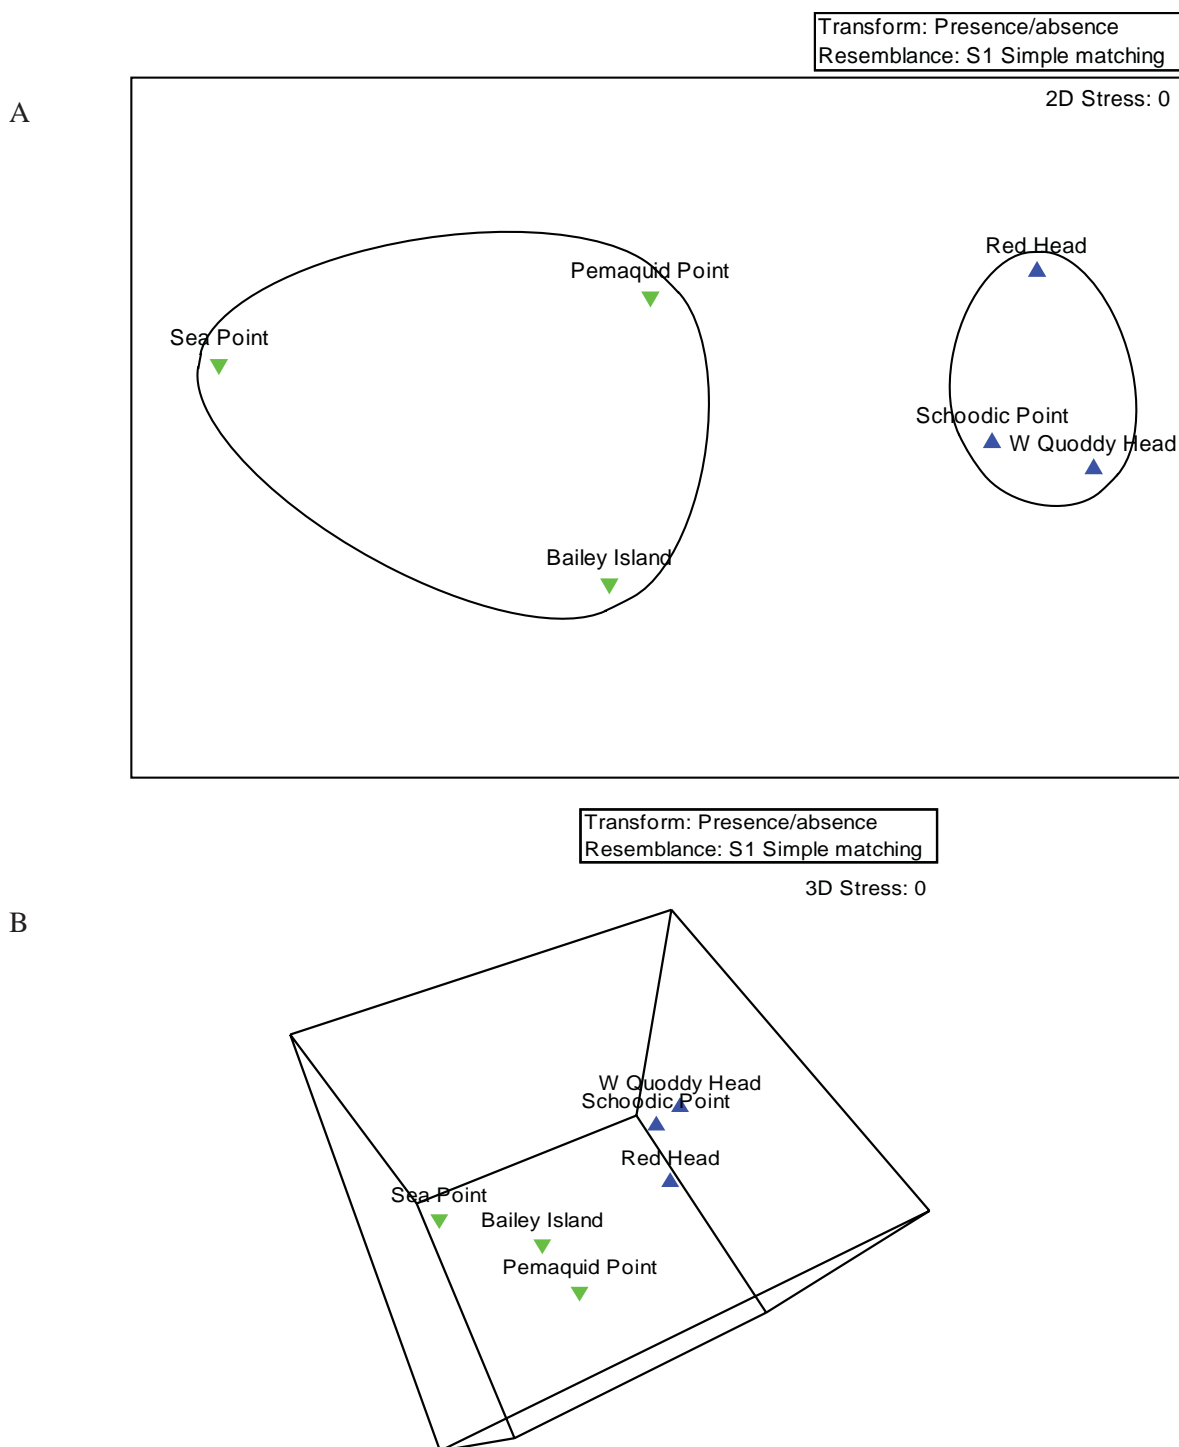 Transform: Presence/absence
Resemblance: S1 Simple matching
A
2D Stress: 0
Red Head
Pemaquid Point
Sea Point
Schoodic Point
W Quoddy Head
Bailey Island
Transform: Presence/absence
Resemblance: S1 Simple matching
3D Stress: 0
B
W Quoddy Head
Schoodic Point
Red Head
Sea Point
Bailey Island
Pemaquid Point